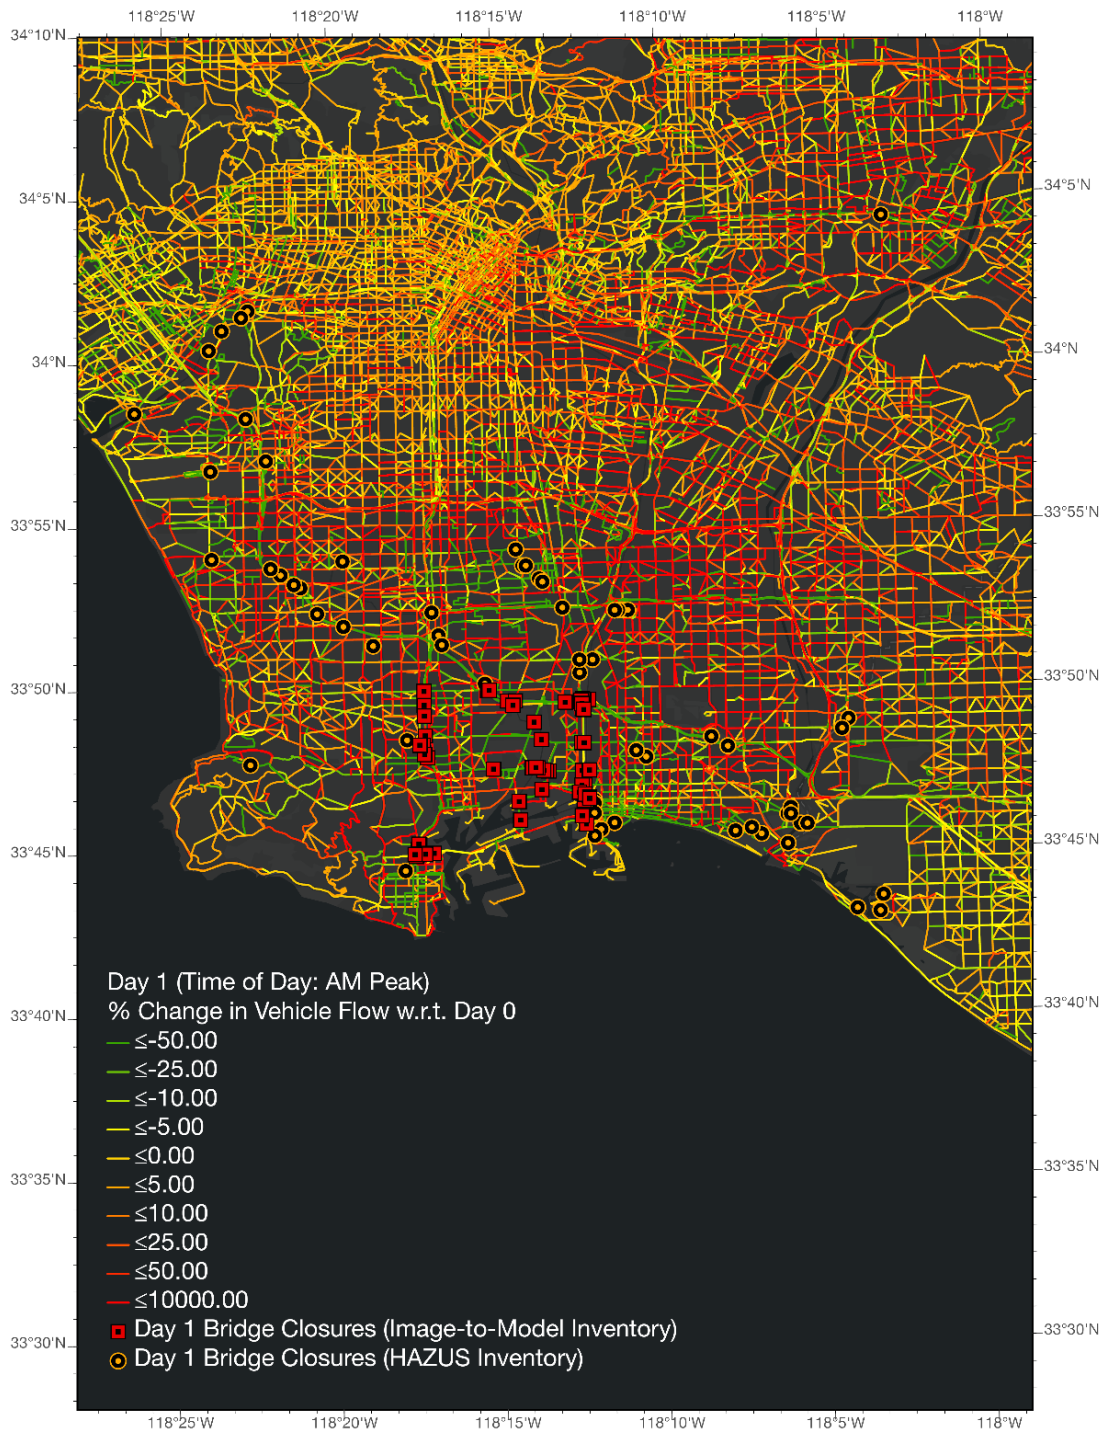 118°25'W 118°20'W 118°15'W 118°10'W 118°5'W 118°W
34°10'N
34°5'N 34°5'N
34°N 34°N
33°55'N 33°55'N
33°50'N 33°50'N
33°45'N 33°45'N
Day 1 (Time of Day: AM Peak)
% Change in Vehicle Flow w.r.t. Day 0
33°40'N 33°40'N
≤-50.00
≤-25.00
≤-10.00
≤-5.00
≤0.00
33°35'N 33°35'N
≤5.00
≤10.00
≤25.00
≤50.00
≤10000.00
Day 1 Bridge Closures (Image-to-Model Inventory)
33°30'N 33°30'N
Day 1 Bridge Closures (HAZUS Inventory)
118°25'W 118°20'W 118°15'W 118°10'W 118°5'W 118°W